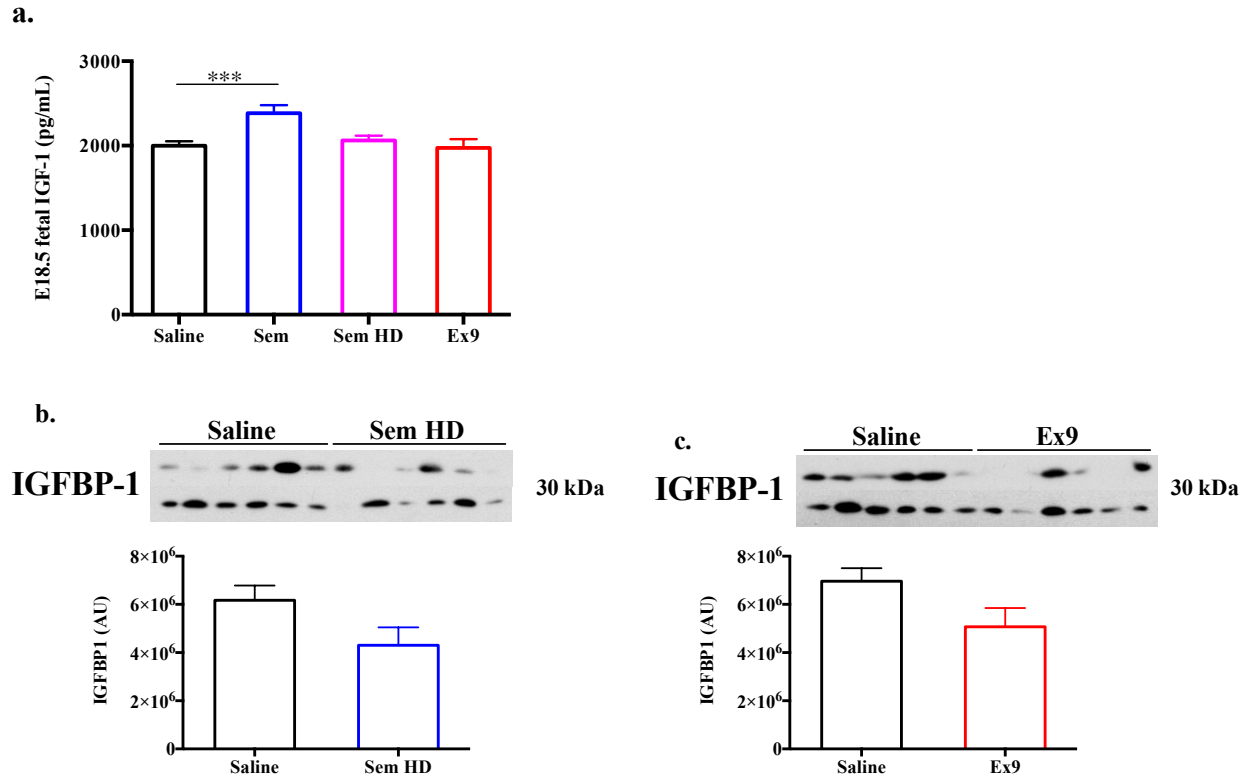 a.
3000
2000
1000
0
E18.5 fetal IGF-1 (pg/mL)
***
Saline Sem Sem HD Ex9
b.
Saline Sem HD
IGFBP-1
30 kDa
8×10⁶
6×10⁶
4×10⁶
2×10⁶
0
IGFBP1 (AU)
Saline Sem HD
c.
Saline Ex9
IGFBP-1
30 kDa
8×10⁶
6×10⁶
4×10⁶
2×10⁶
0
IGFBP1 (AU)
Saline Ex9